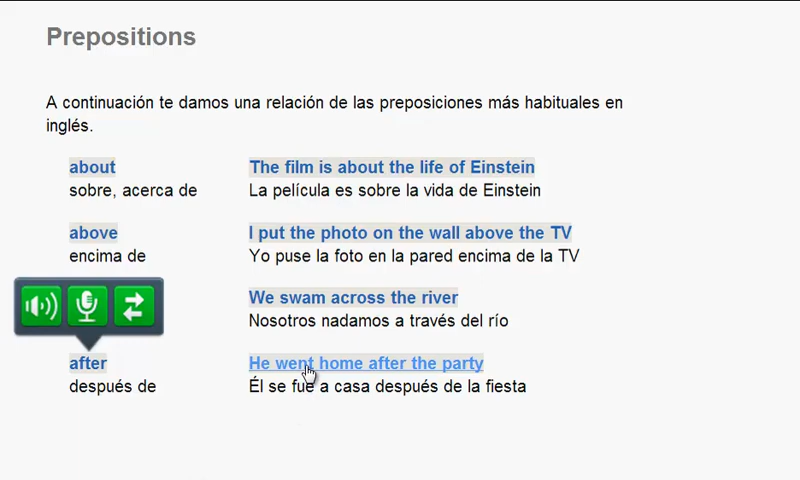 Prepositions
A continuación te damos una relación de las preposiciones más habituales en
inglés.
about The film is about the life of Einstein
sobre, acerca de La película es sobre la vida de Einstein
above I put the photo on the wall above the TV
encima de Yo puse la foto en la pared encima de la TV
We swam across the river
Nosotros nadamos a través del río
after He went home after the party
después de Él se fue a casa después de la fiesta